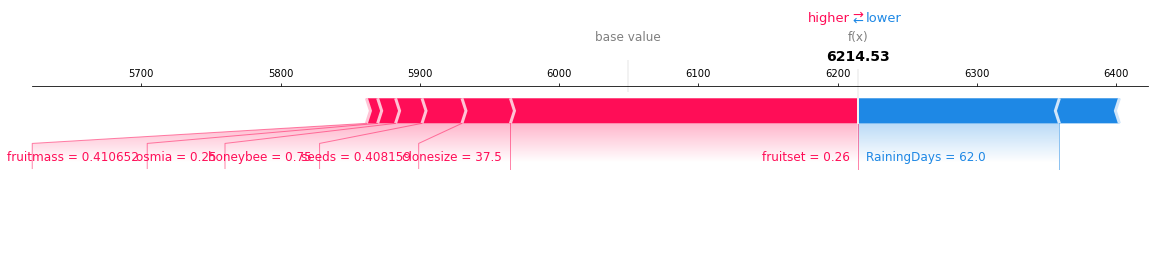 higher ⇄ lower
base value f(x)
6214.53
5700 5800 5900 6000 6100 6200 6300 6400
fruitmass = 0.410652 osmia = 0.25 honeybee = 0.75 seeds = 0.408159 clonesize = 37.5 fruitset = 0.26 RainingDays = 62.0